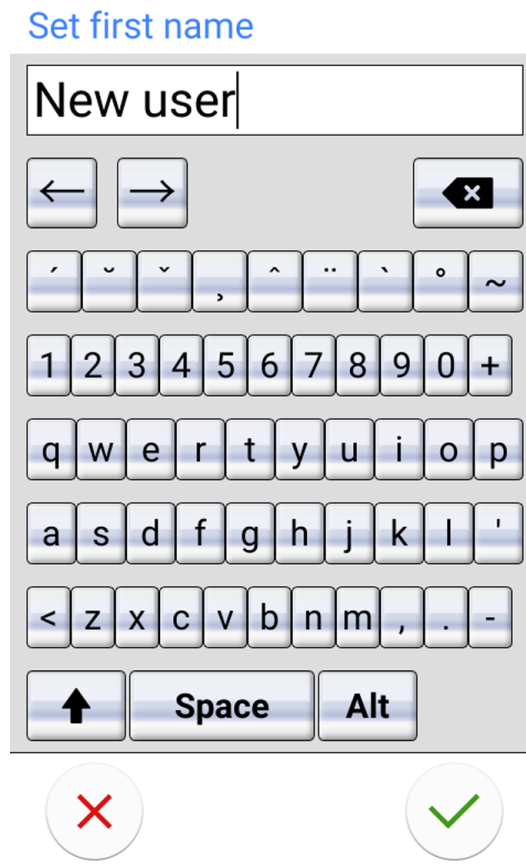 Set first name
New user
← →
´ ˘ ˇ ¸ ^ ¨ ` ° ~
1 2 3 4 5 6 7 8 9 0 +
q w e r t y u i o p
a s d f g h j k l '
< z x c v b n m , . -
Space Alt